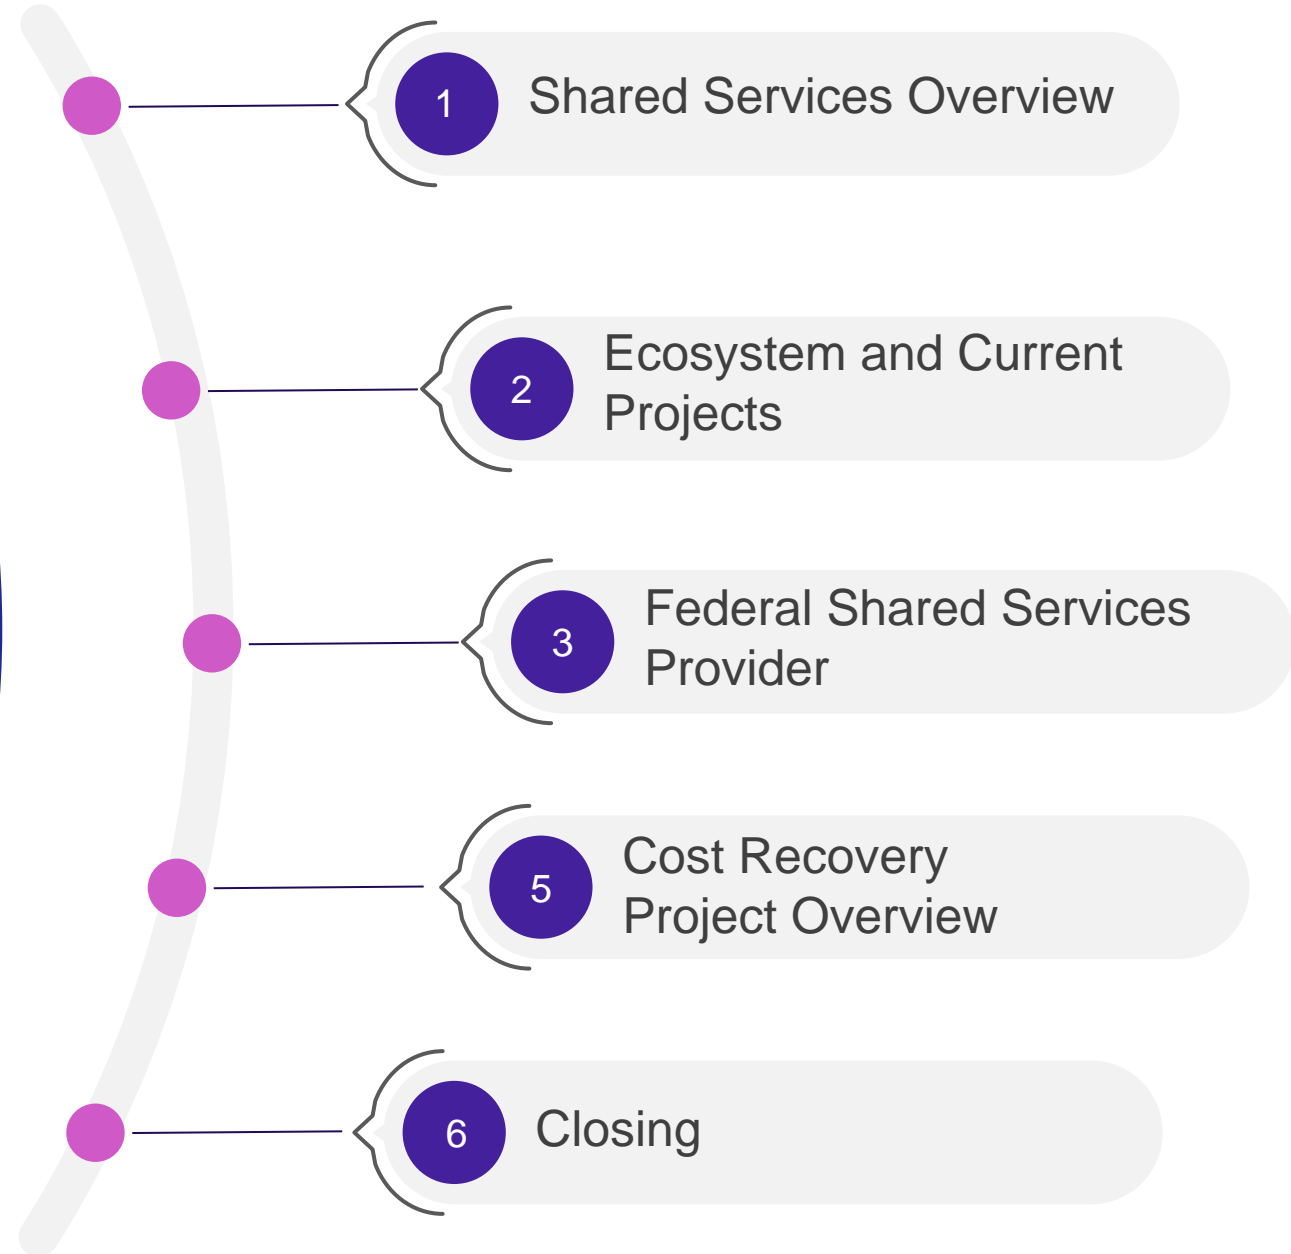 1 Shared Services Overview
2 Ecosystem and Current
Projects
3 Federal Shared Services
Provider
5 Cost Recovery
Project Overview
6 Closing